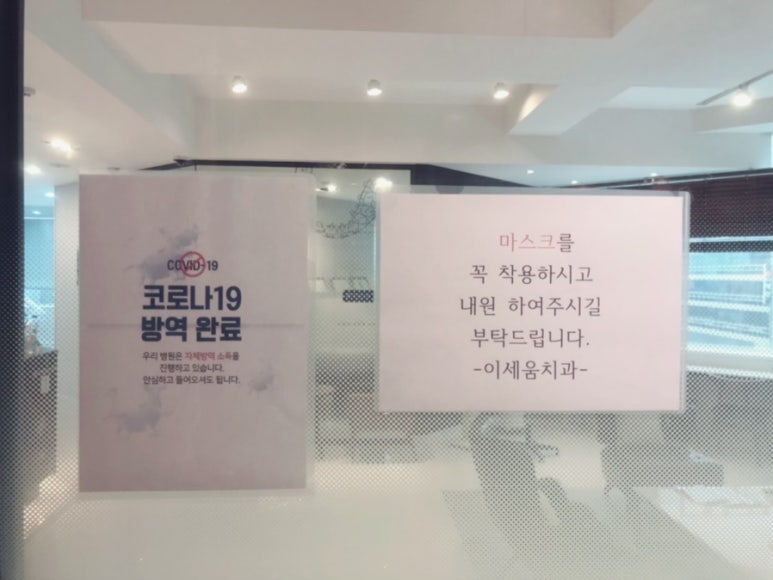 COVID-19
코로나19
방역 완료
우리 병원은 자체방역 소독을
진행하고 있습니다.
안심하고 들어오셔도 됩니다.
마스크를
꼭 착용하시고
내원 하여주시길
부탁드립니다.
-이세움치과-